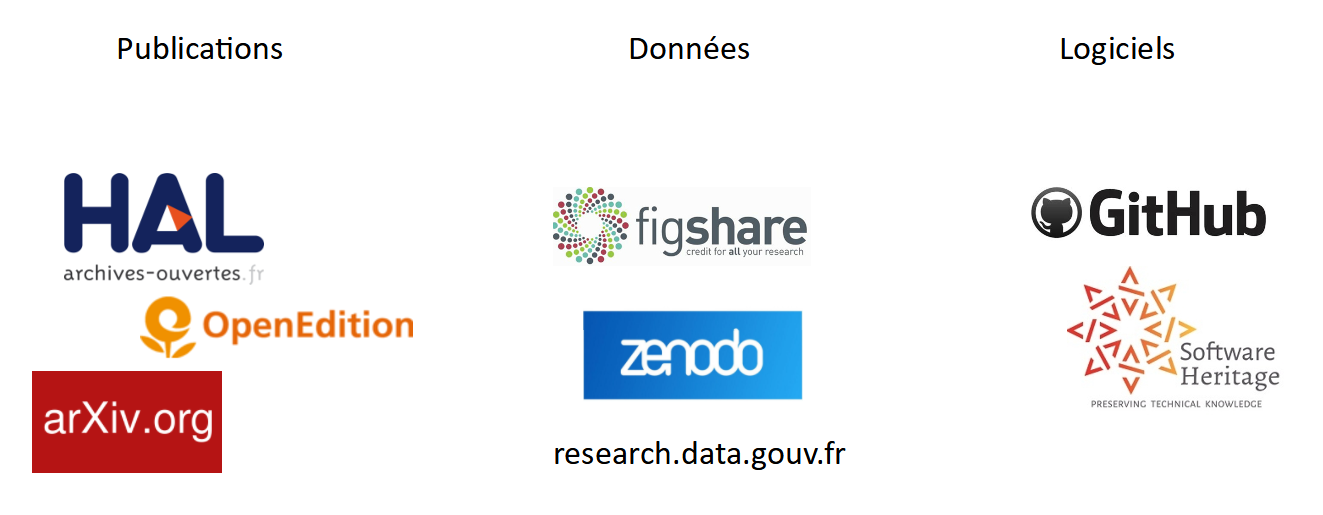 Publications
Données
Logiciels
HAL
archives-ouvertes.fr
OpenEdition
arXiv.org
figshare
credit for all your research
zenodo
research.data.gouv.fr
GitHub
Software
Heritage
PRESERVING TECHNICAL KNOWLEDGE